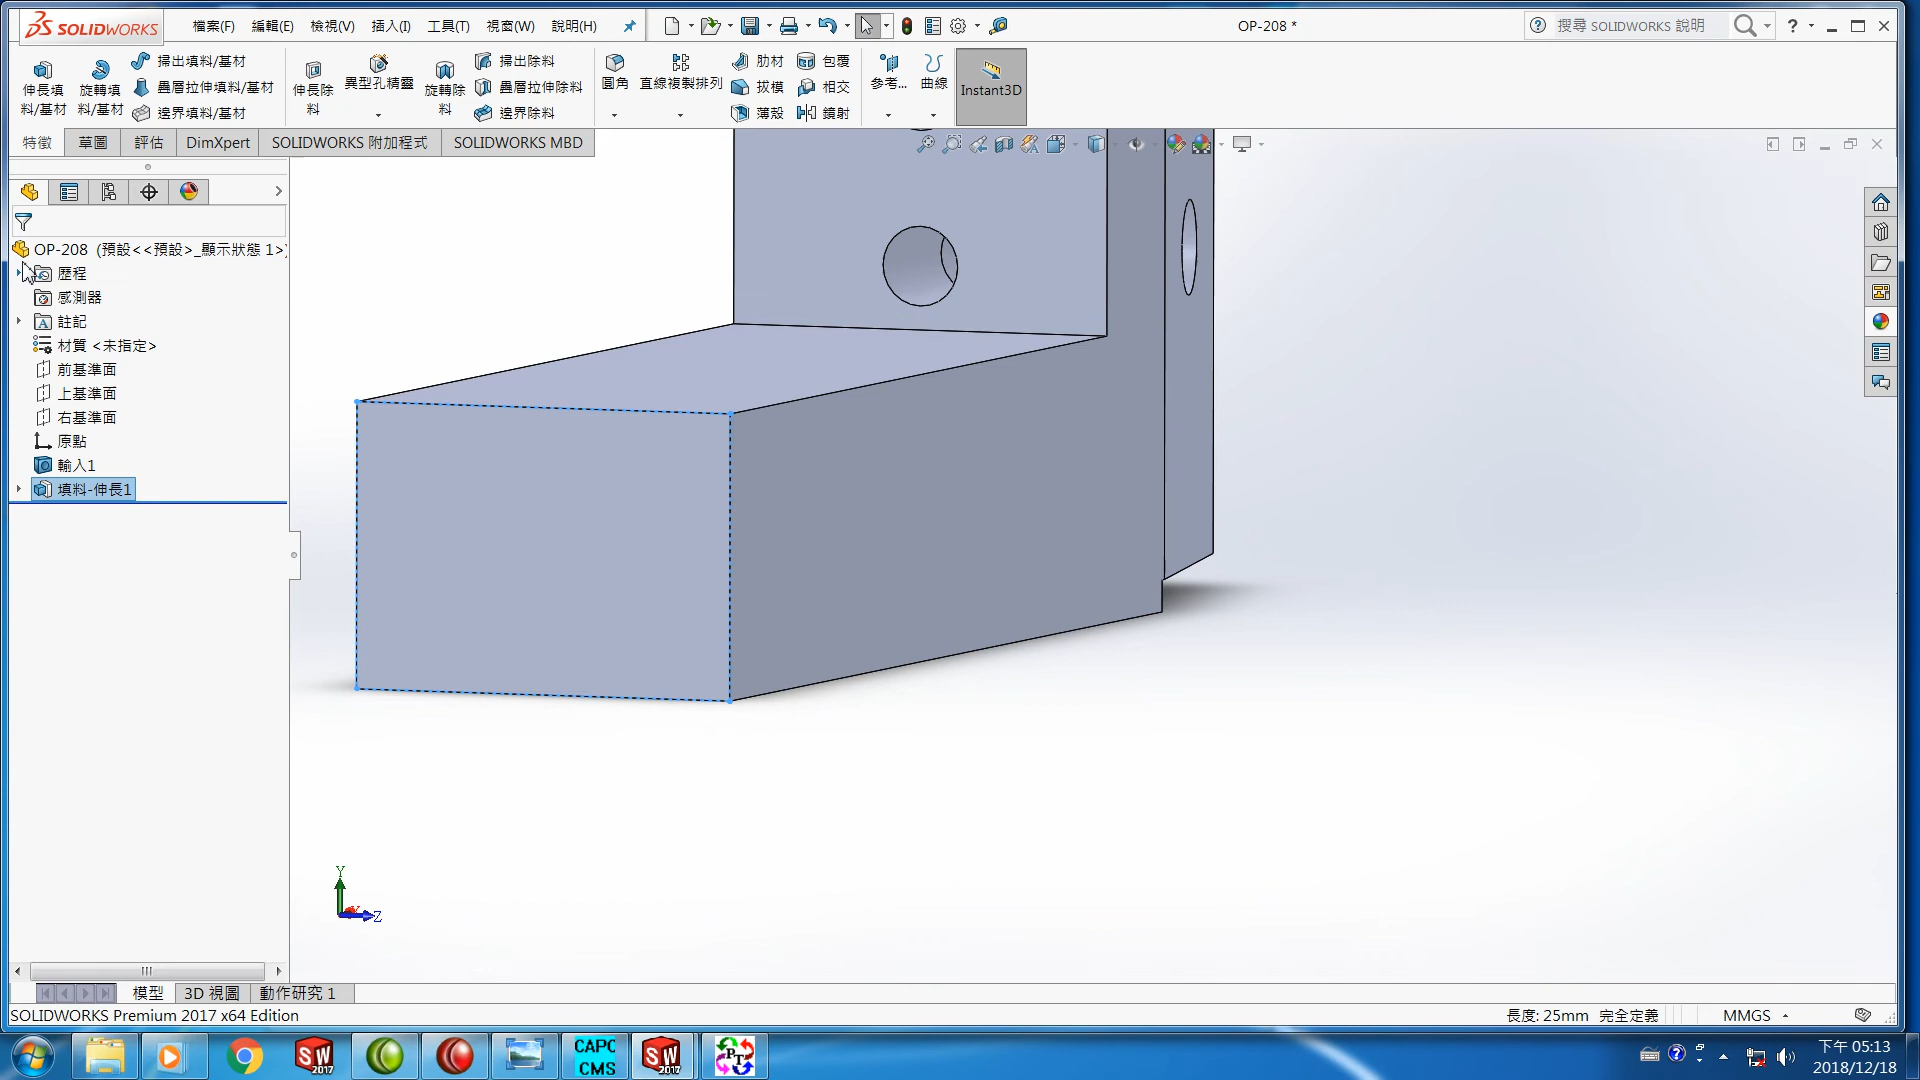 SOLIDWORKS 檔案(F) 編輯(E) 檢視(V) 插入(I) 工具(T) 視窗(W) 說明(H) OP-208 * 搜尋 SOLIDWORKS 說明
伸長填料/基材 旋轉填料/基材 掃出填料/基材 疊層拉伸填料/基材 邊界填料/基材 伸長除料 異型孔精靈 旋轉除料 掃出除料 疊層拉伸除料 邊界除料 圓角 直線複製排列 肋材 拔模 薄殼 包覆 相交 鏡射 參考... 曲線 Instant3D
特徵 草圖 評估 DimXpert SOLIDWORKS 附加程式 SOLIDWORKS MBD
OP-208 (預設<<預設>_顯示狀態 1>)
歷程
感測器
註記
材質 <未指定>
前基準面
上基準面
右基準面
原點
輸入1
填料-伸長1
Y
Z
模型 3D 視圖 動作研究 1
SOLIDWORKS Premium 2017 x64 Edition 長度: 25mm 完全定義 MMGS
SW 2017 CAPC CMS SW 2017 PT 下午 05:13
2018/12/18